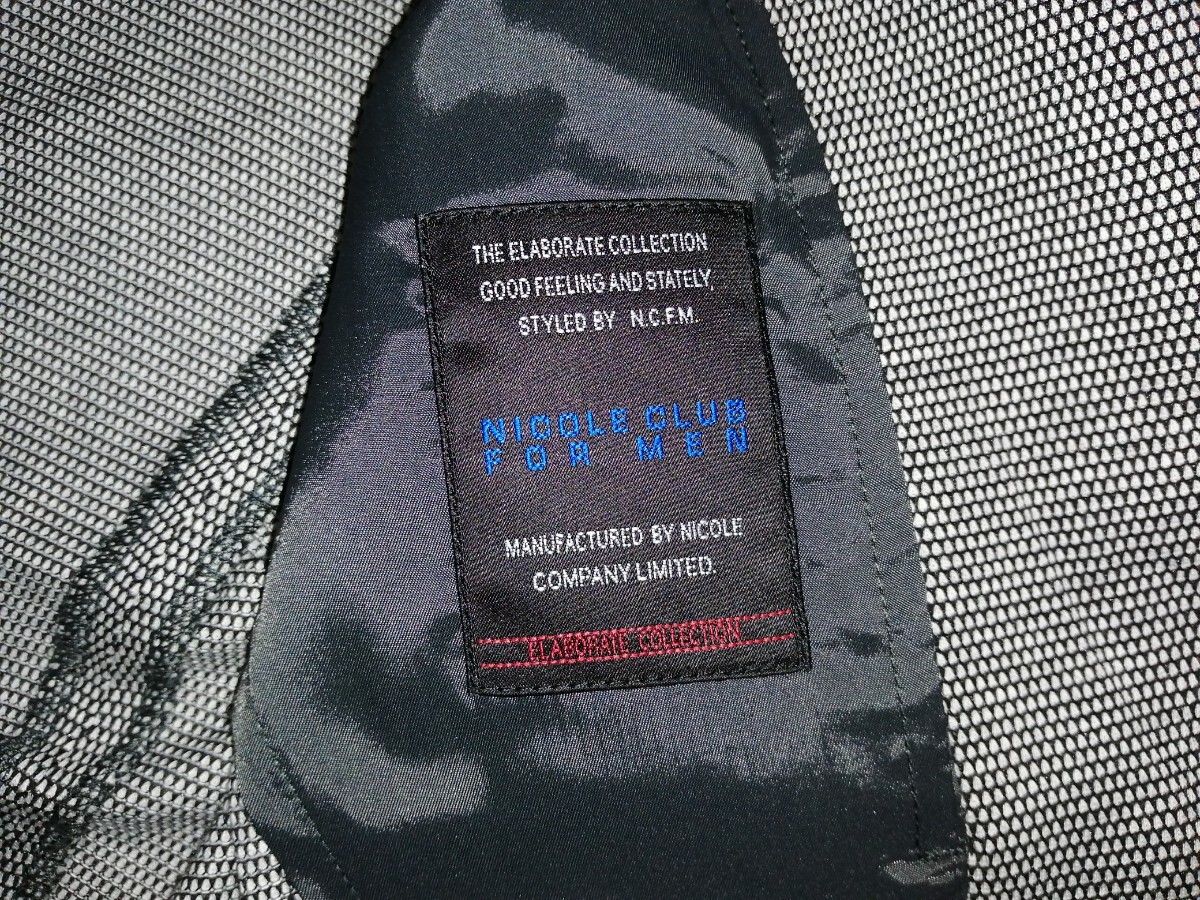 THE ELABORATE COLLECTION
GOOD FEELING AND STATELY,
STYLED BY N.C.F.M.
NICOLE CLUB
FOR MEN
MANUFACTURED BY NICOLE
COMPANY LIMITED.
ELABORATE COLLECTION